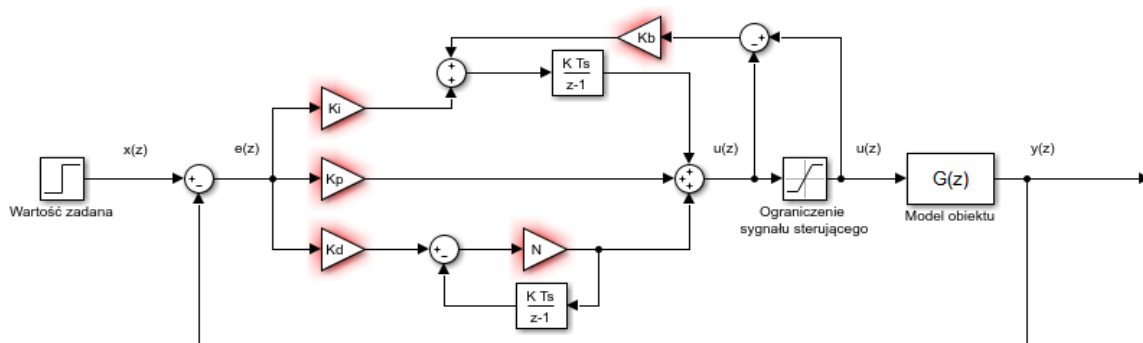 Kb
K Ts
z-1
Ki
x(z)
e(z)
u(z)
u(z)
y(z)
Kp
G(z)
Wartość zadana
Ograniczenie
sygnału sterującego
Model obiektu
Kd
N
K Ts
z-1